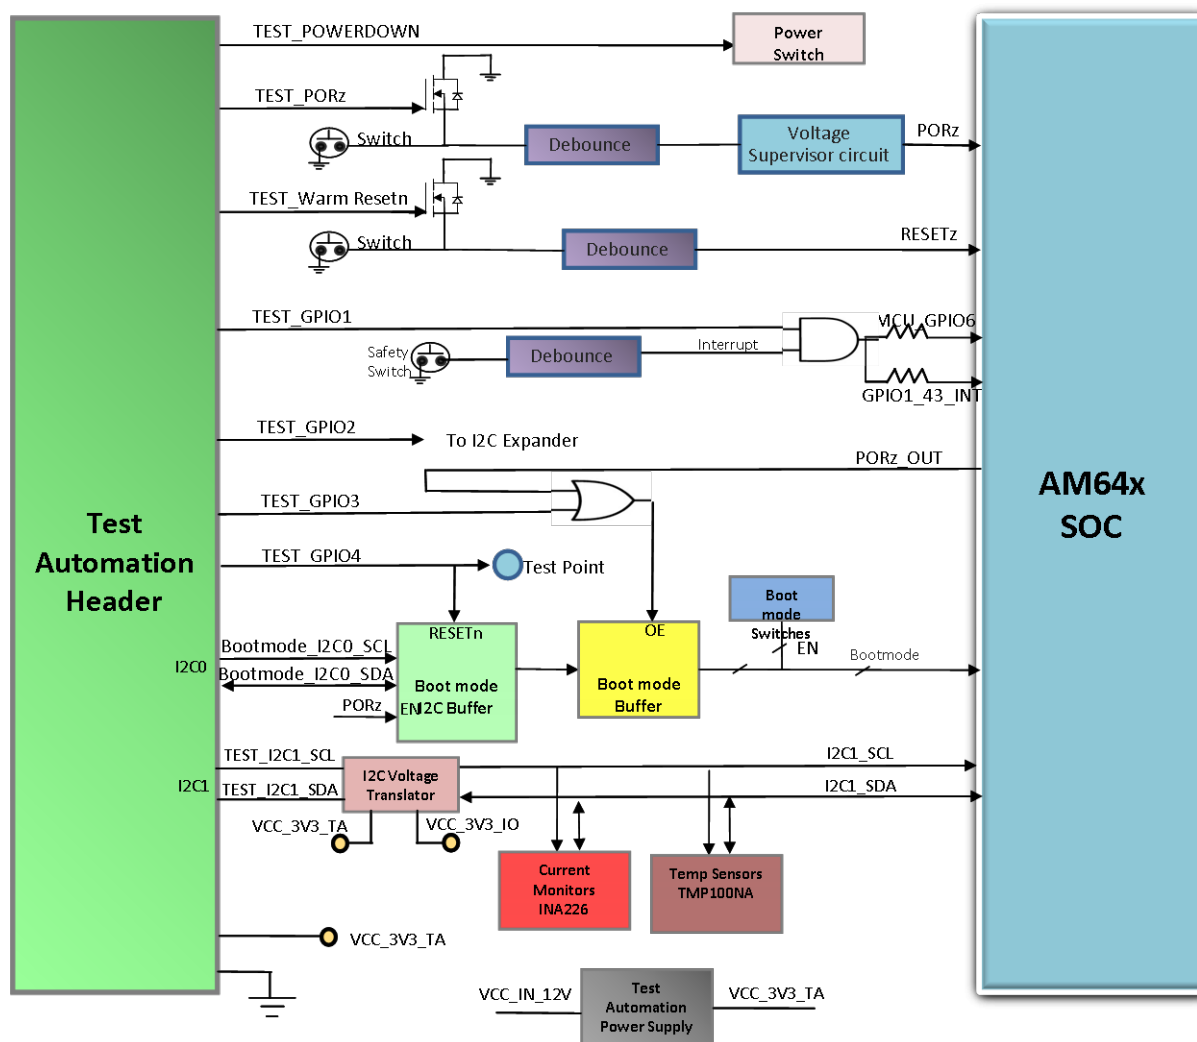 TEST_POWERDOWN
Power
Switch
TEST_PORz
Switch
Debounce
Voltage
Supervisor circuit
PORz
TEST_Warm Resetn
Switch
Debounce
RESETz
TEST_GPIO1
MCU_GPIO6
Safety
Switch
Debounce
Interrupt
GPIO1_43_INT
TEST_GPIO2
To I2C Expander
PORz_OUT
TEST_GPIO3
Test
Automation
Header
AM64x
SOC
TEST_GPIO4
Test Point
Boot
mode
Switches
RESETn
OE
EN
Bootmode
I2C0
Bootmode_I2C0_SCL
Bootmode_I2C0_SDA
PORz
EN
Boot mode
I2C Buffer
Boot mode
Buffer
I2C1
TEST_I2C1_SCL
TEST_I2C1_SDA
I2C Voltage
Translator
I2C1_SCL
I2C1_SDA
VCC_3V3_TA
VCC_3V3_IO
Current
Monitors
INA226
Temp Sensors
TMP100NA
VCC_3V3_TA
VCC_IN_12V
Test
Automation
Power Supply
VCC_3V3_TA